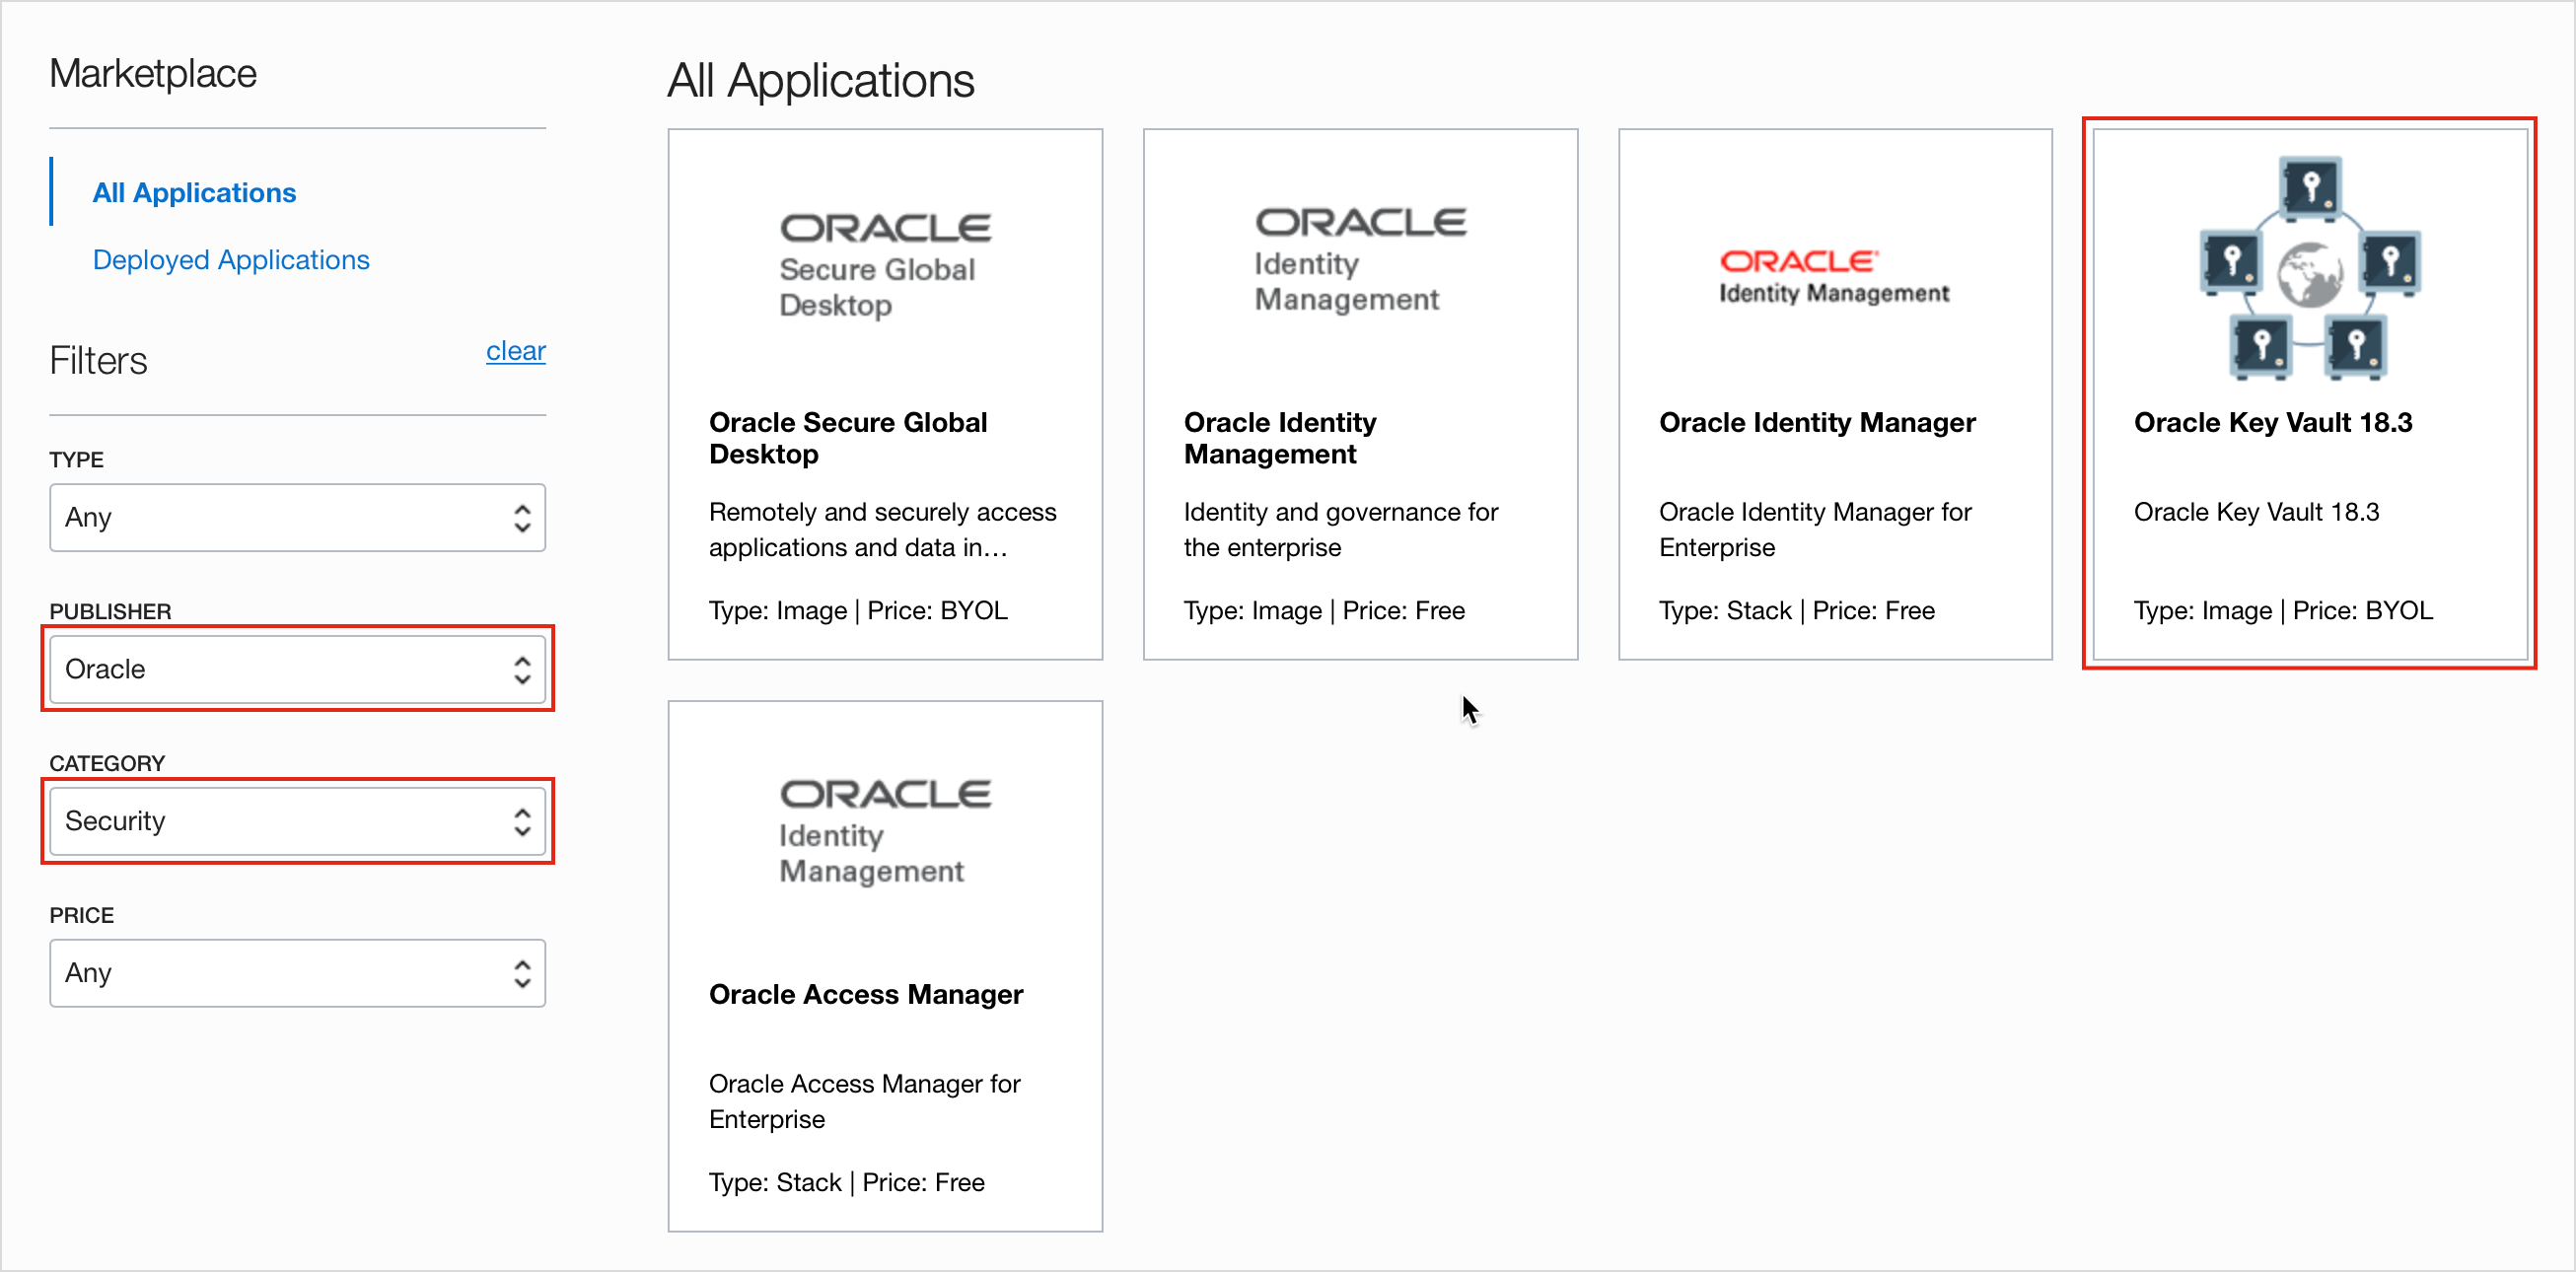 Marketplace
All Applications
Deployed Applications
Filters
clear
TYPE
Any
PUBLISHER
Oracle
CATEGORY
Security
PRICE
Any
All Applications
ORACLE
Secure Global
Desktop
Oracle Secure Global
Desktop
Remotely and securely access
applications and data in…
Type: Image | Price: BYOL
ORACLE
Identity
Management
Oracle Identity
Management
Identity and governance for
the enterprise
Type: Image | Price: Free
ORACLE
Identity Management
Oracle Identity Manager
Oracle Identity Manager for
Enterprise
Type: Stack | Price: Free
Oracle Key Vault 18.3
Oracle Key Vault 18.3
Type: Image | Price: BYOL
ORACLE
Identity
Management
Oracle Access Manager
Oracle Access Manager for
Enterprise
Type: Stack | Price: Free